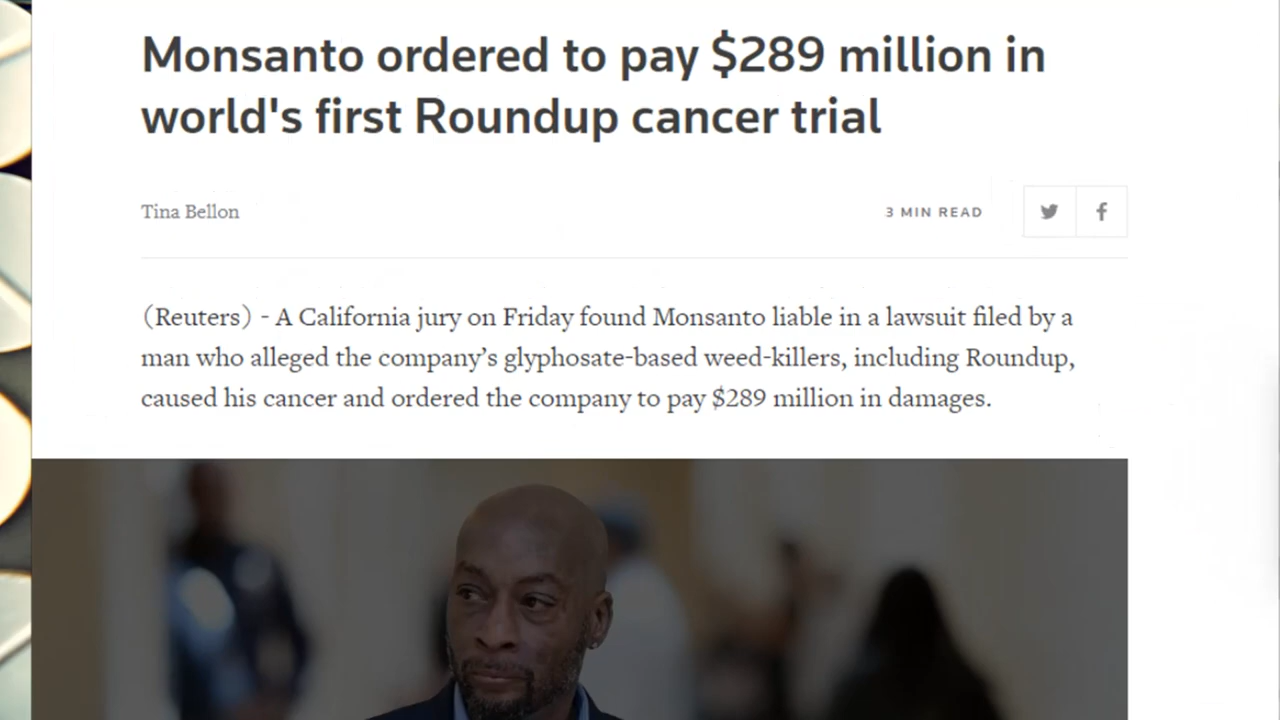 Monsanto ordered to pay $289 million in
world's first Roundup cancer trial
Tina Bellon
3 MIN READ
(Reuters) - A California jury on Friday found Monsanto liable in a lawsuit filed by a
man who alleged the company’s glyphosate-based weed-killers, including Roundup,
caused his cancer and ordered the company to pay $289 million in damages.